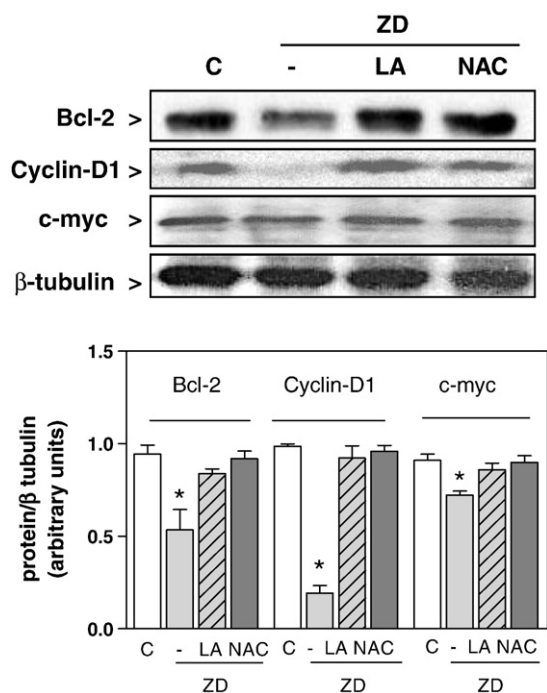 ZD
C - LA NAC
Bcl-2 >
Cyclin-D1 >
c-myc >
β-tubulin >
1.5
Bcl-2 Cyclin-D1 c-myc
1.0
protein/β tubulin
(arbitrary units)
* * *
0.5
0.0
C - LA NAC C - LA NAC C - LA NAC
ZD ZD ZD